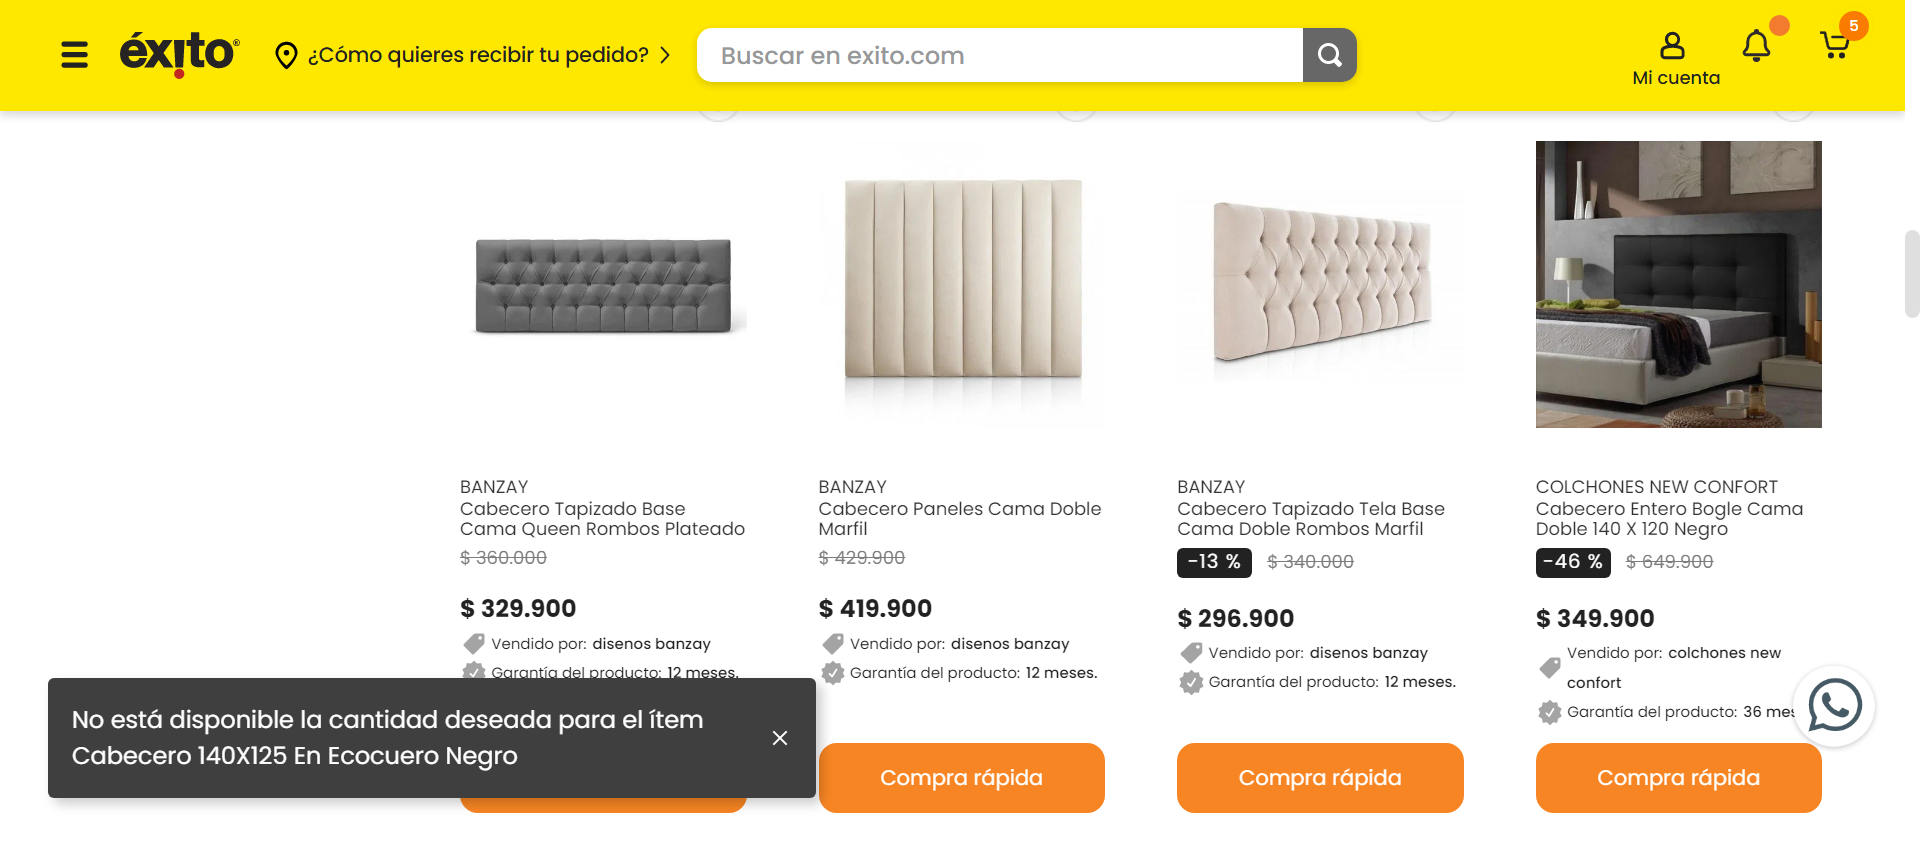 éxito®
¿Cómo quieres recibir tu pedido?
Buscar en exito.com
Mi cuenta
5
BANZAY
Cabecero Tapizado Base
Cama Queen Rombos Plateado
$ 360.000
$ 329.900
Vendido por: disenos banzay
Garantía del producto: 12 meses.
BANZAY
Cabecero Paneles Cama Doble
Marfil
$ 429.900
$ 419.900
Vendido por: disenos banzay
Garantía del producto: 12 meses.
Compra rápida
BANZAY
Cabecero Tapizado Tela Base
Cama Doble Rombos Marfil
-13 % $ 340.000
$ 296.900
Vendido por: disenos banzay
Garantía del producto: 12 meses.
Compra rápida
COLCHONES NEW CONFORT
Cabecero Entero Bogle Cama
Doble 140 X 120 Negro
-46 % $ 649.900
$ 349.900
Vendido por: colchones new
confort
Garantía del producto: 36 mes
Compra rápida
No está disponible la cantidad deseada para el ítem
Cabecero 140X125 En Ecocuero Negro